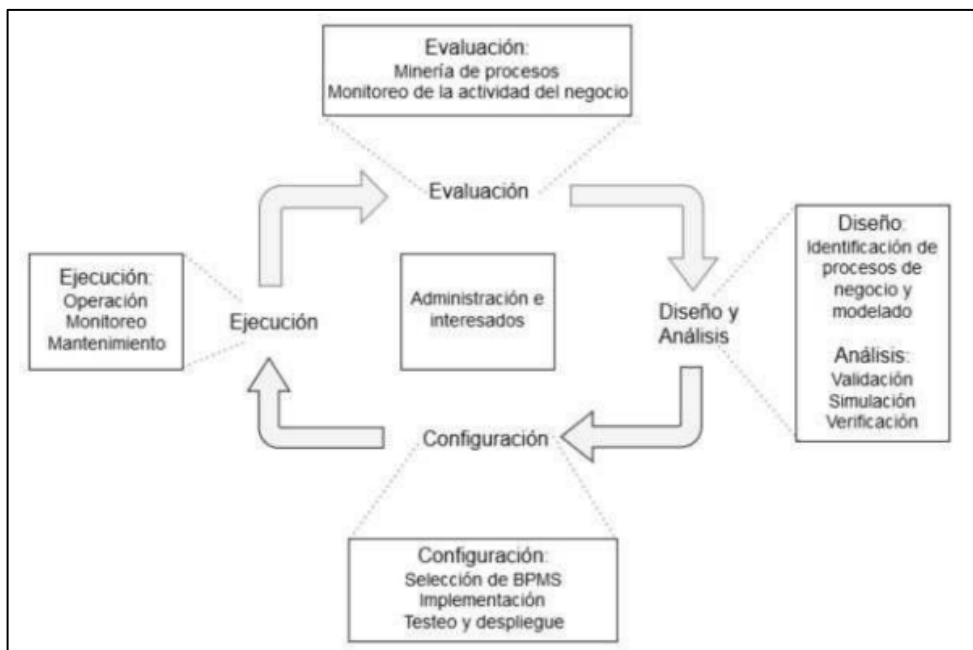 Evaluación:
Minería de procesos
Monitoreo de la actividad del negocio
Evaluación
Diseño:
Identificación de
procesos de
negocio y
modelado
Análisis:
Validación
Simulación
Verificación
Ejecución:
Operación
Monitoreo
Mantenimiento
Ejecución
Administración e
interesados
Diseño y
Análisis
Configuración
Configuración:
Selección de BPMS
Implementación
Testeo y despliegue